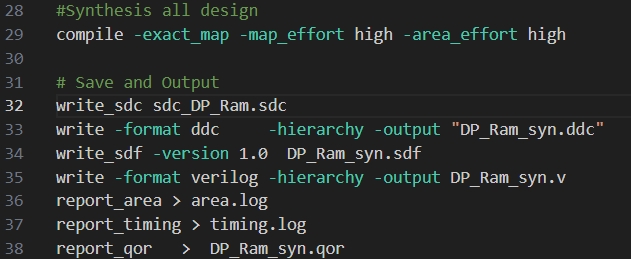 28 #Synthesis all design
29 compile -exact_map -map_effort high -area_effort high
30
31 # Save and Output
32 write_sdc sdc_DP_Ram.sdc
33 write -format ddc     -hierarchy -output "DP_Ram_syn.ddc"
34 write_sdf -version 1.0  DP_Ram_syn.sdf
35 write -format verilog -hierarchy -output DP_Ram_syn.v
36 report_area > area.log
37 report_timing > timing.log
38 report_qor   >  DP_Ram_syn.qor